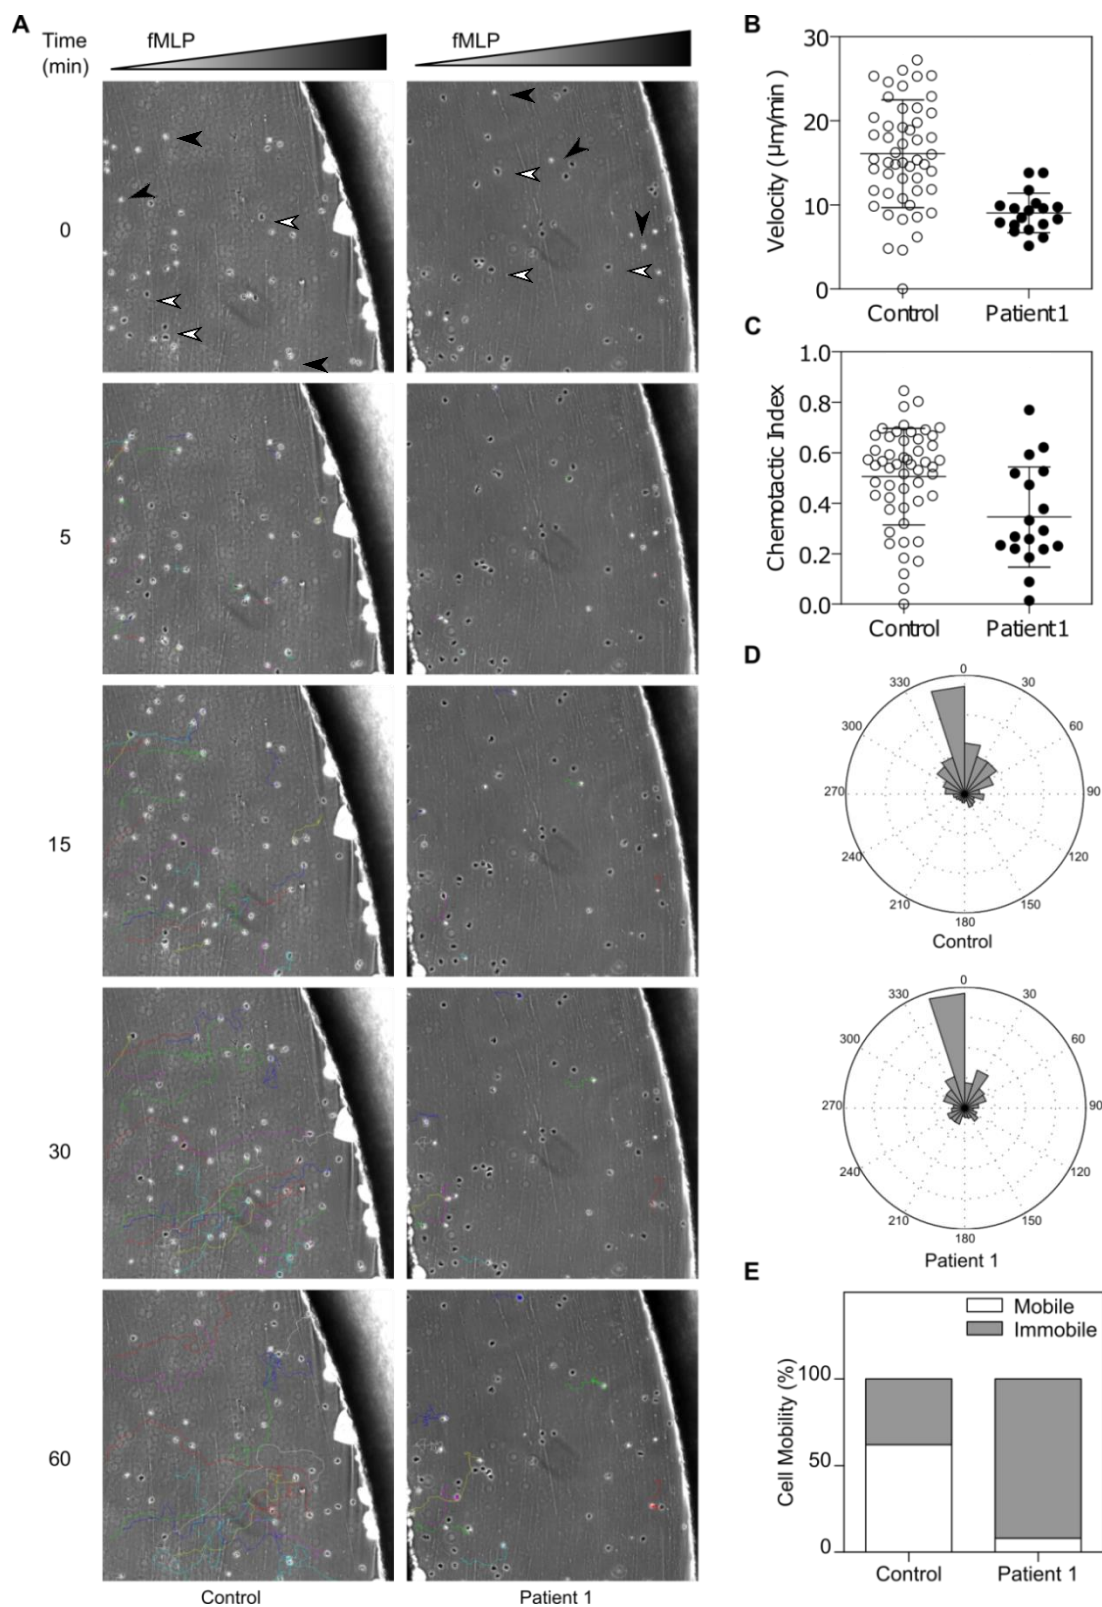 A
Time
(min)
fMLP
fMLP
0
5
15
30
60
Control
Patient 1
B
Velocity (µm/min )
30
20
10
0
Control
Patient1
C
Chemotactic Index
1.0
0.8
0.6
0.4
0.2
0.0
Control
Patient1
D
0
30
60
90
120
150
180
210
240
270
300
330
Control
0
30
60
90
120
150
180
210
240
270
300
330
Patient 1
E
Mobile
Immobile
Cell Mobility (%)
100
50
0
Control
Patient 1